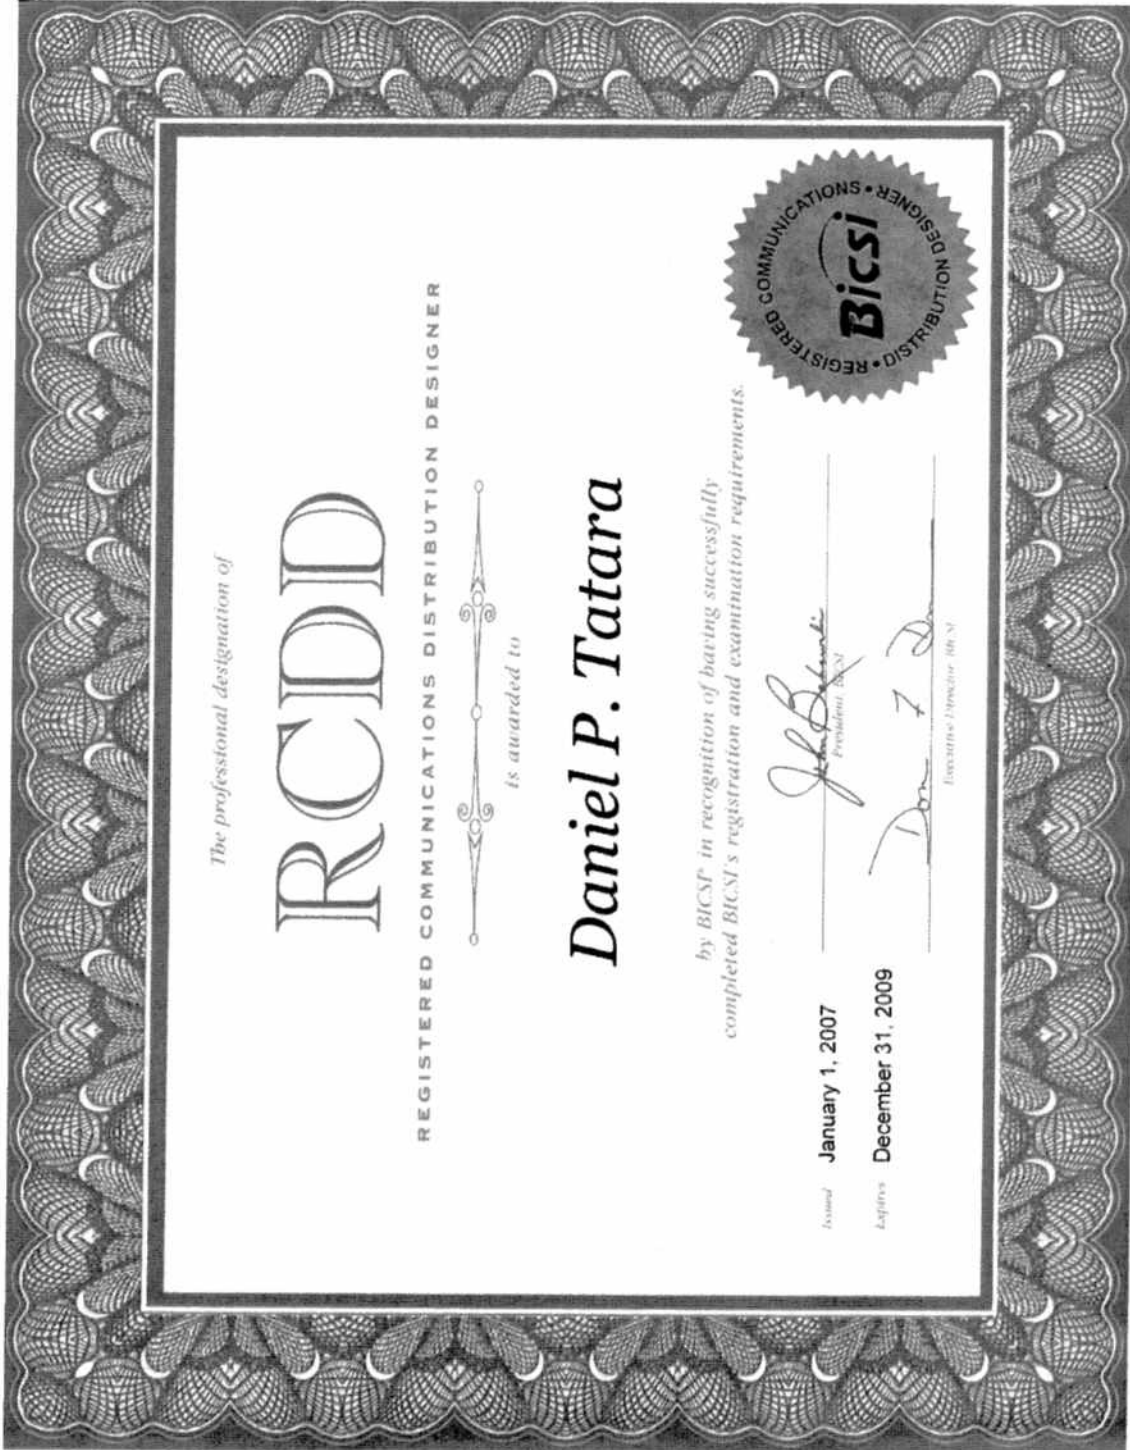 The professional designation of
RCDD
REGISTERED COMMUNICATIONS DISTRIBUTION DESIGNER
is awarded to
Daniel P. Tatara
by BICSI® in recognition of having successfully
completed BICSI's registration and examination requirements.
Issued January 1, 2007
President, BICSI
Expires December 31, 2009
Executive Director, BICSI
REGISTERED COMMUNICATIONS • DISTRIBUTION DESIGNER •
Bicsi